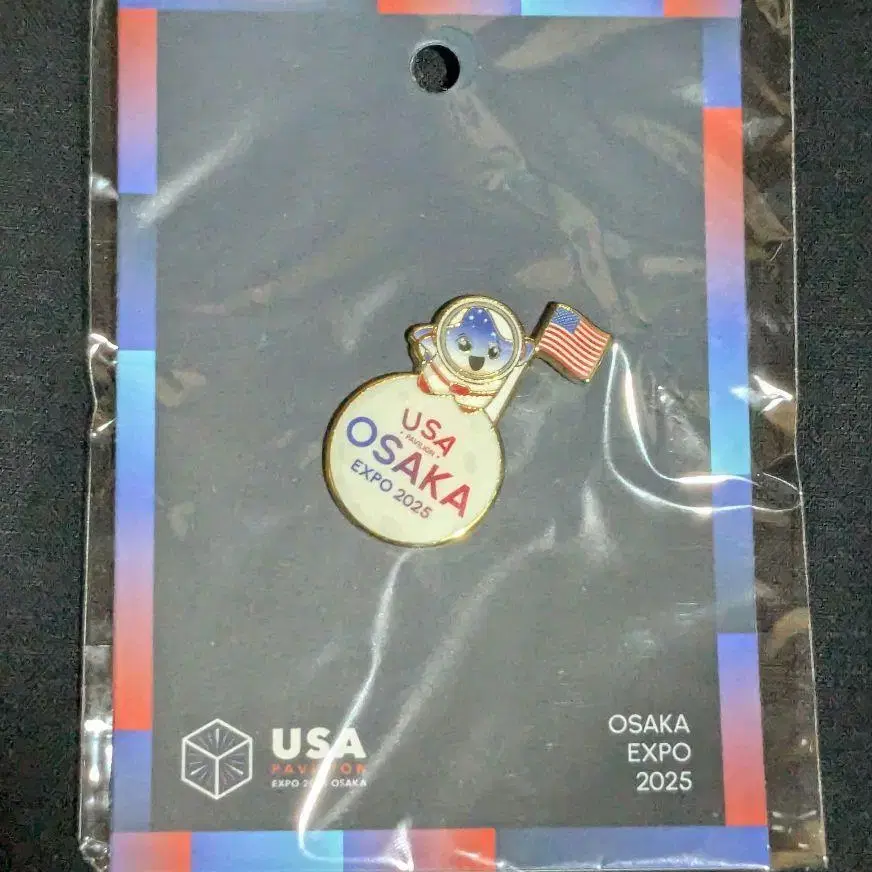 USA
· PAVILION ·
OSAKA
EXPO 2025
USA
PAVILION
EXPO 2025 OSAKA
OSAKA
EXPO
2025